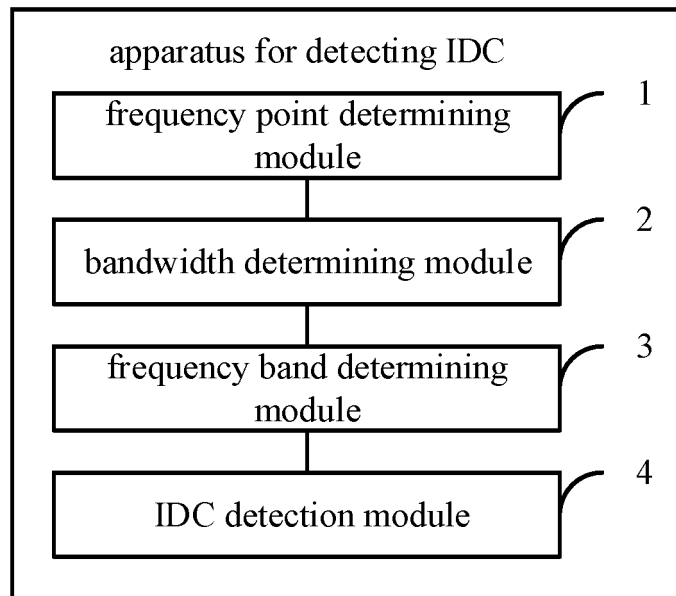 apparatus for detecting IDC
1
frequency point determining
module
2
bandwidth determining module
3
frequency band determining
module
4
IDC detection module